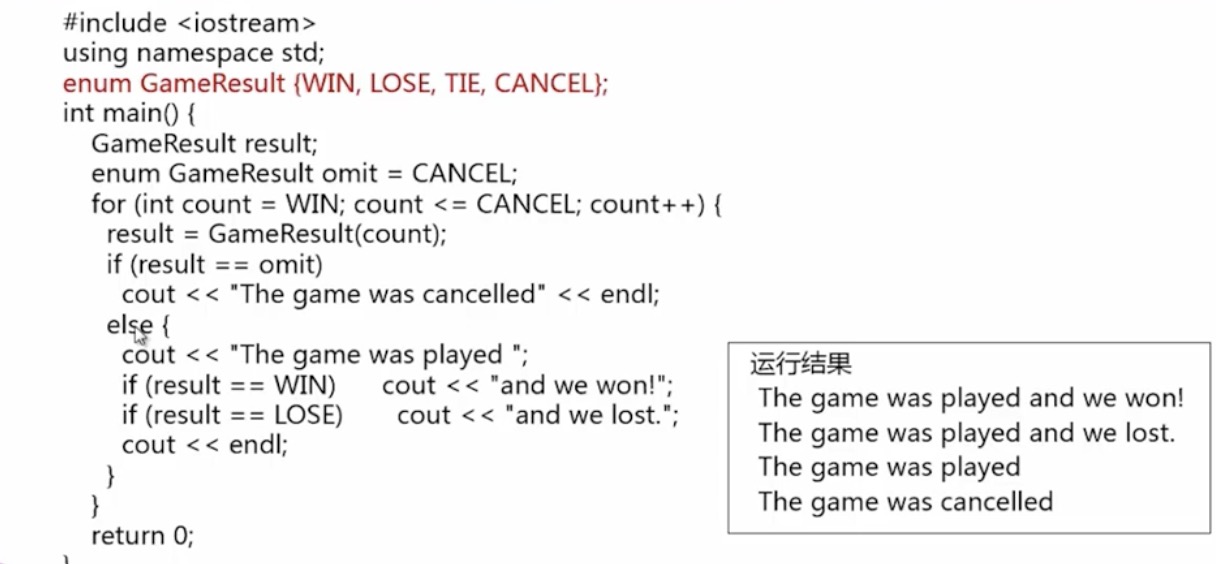 #include <iostream>
using namespace std;
enum GameResult {WIN, LOSE, TIE, CANCEL};
int main() {
GameResult result;
enum GameResult omit = CANCEL;
for (int count = WIN; count <= CANCEL; count++) {
result = GameResult(count);
if (result == omit)
cout << "The game was cancelled" << endl;
else {
cout << "The game was played ";
if (result == WIN) cout << "and we won!";
if (result == LOSE) cout << "and we lost.";
cout << endl;
}
}
return 0;
}
运行结果
The game was played and we won!
The game was played and we lost.
The game was played
The game was cancelled